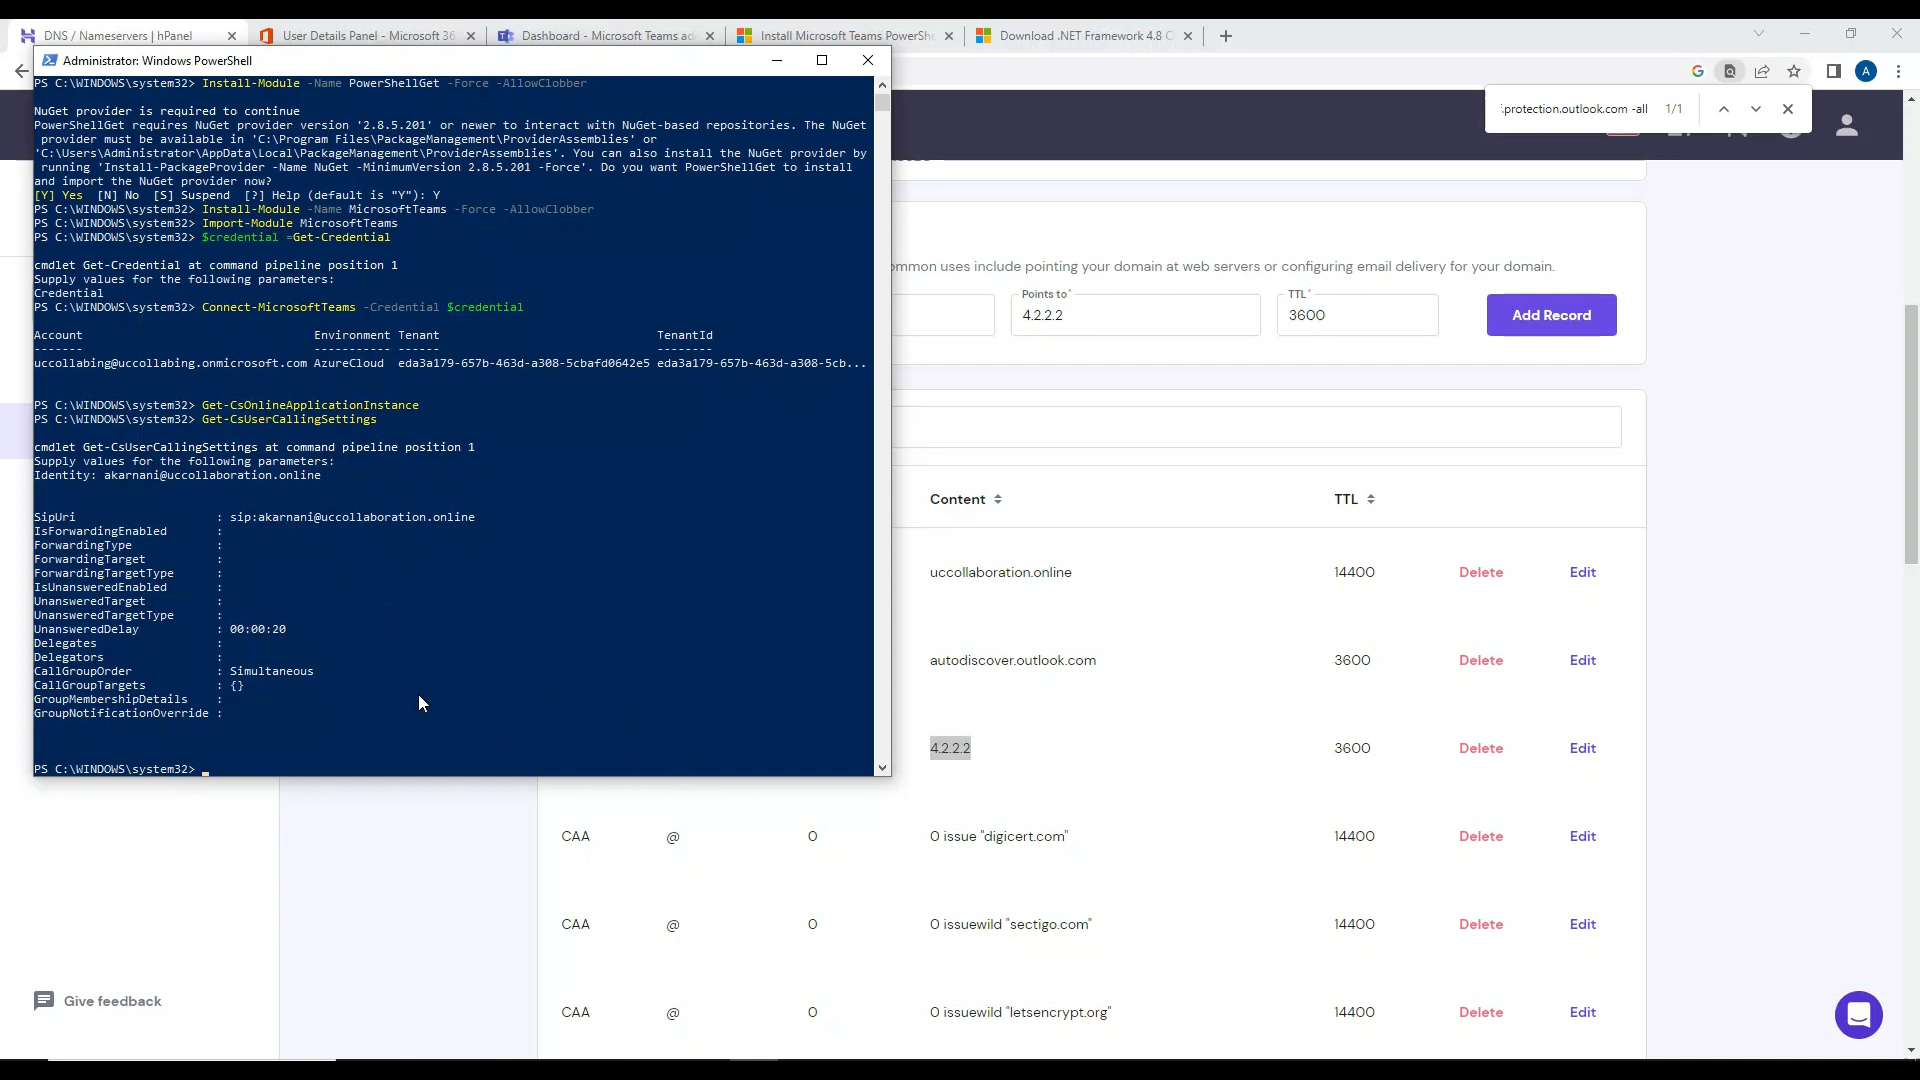 DNS / Nameservers | hPanel
User Details Panel - Microsoft 36
Dashboard - Microsoft Teams ad
Install Microsoft Teams PowerShe
Download .NET Framework 4.8 O
Administrator: Windows PowerShell
PS C:\WINDOWS\system32> Install-Module -Name PowerShellGet -Force -AllowClobber
NuGet provider is required to continue
PowerShellGet requires NuGet provider version '2.8.5.201' or newer to interact with NuGet-based repositories. The NuGet
provider must be available in 'C:\Program Files\PackageManagement\ProviderAssemblies' or
'C:\Users\Administrator\AppData\Local\PackageManagement\ProviderAssemblies'. You can also install the NuGet provider by
running 'Install-PackageProvider -Name NuGet -MinimumVersion 2.8.5.201 -Force'. Do you want PowerShellGet to install
and import the NuGet provider now?
[Y] Yes  [N] No  [S] Suspend  [?] Help (default is "Y"): Y
PS C:\WINDOWS\system32> Install-Module -Name MicrosoftTeams -Force -AllowClobber
PS C:\WINDOWS\system32> Import-Module MicrosoftTeams
PS C:\WINDOWS\system32> $credential =Get-Credential
cmdlet Get-Credential at command pipeline position 1
Supply values for the following parameters:
Credential
PS C:\WINDOWS\system32> Connect-MicrosoftTeams -Credential $credential
Account Environment Tenant TenantId
------- ----------- ------ --------
uccollabing@uccollabing.onmicrosoft.com AzureCloud eda3a179-657b-463d-a308-5cbafd0642e5 eda3a179-657b-463d-a308-5cb...
PS C:\WINDOWS\system32> Get-CsOnlineApplicationInstance
PS C:\WINDOWS\system32> Get-CsUserCallingSettings
cmdlet Get-CsUserCallingSettings at command pipeline position 1
Supply values for the following parameters:
Identity: akarnani@uccollaboration.online
SipUri : sip:akarnani@uccollaboration.online
IsForwardingEnabled :
ForwardingType :
ForwardingTarget :
ForwardingTargetType :
IsUnansweredEnabled :
UnansweredTarget :
UnansweredTargetType :
UnansweredDelay : 00:00:20
Delegates :
Delegators :
CallGroupOrder : Simultaneous
CallGroupTargets : {}
GroupMembershipDetails :
GroupNotificationOverride :
PS C:\WINDOWS\system32>
A
.protection.outlook.com -all 1/1
ommon uses include pointing your domain at web servers or configuring email delivery for your domain.
Points to*
4.2.2.2
TTL*
3600
Add Record
Content TTL
uccollaboration.online 14400 Delete Edit
autodiscover.outlook.com 3600 Delete Edit
4.2.2.2 3600 Delete Edit
CAA @ 0 0 issue "digicert.com" 14400 Delete Edit
CAA @ 0 0 issuewild "sectigo.com" 14400 Delete Edit
CAA @ 0 0 issuewild "letsencrypt.org" 14400 Delete Edit
Give feedback